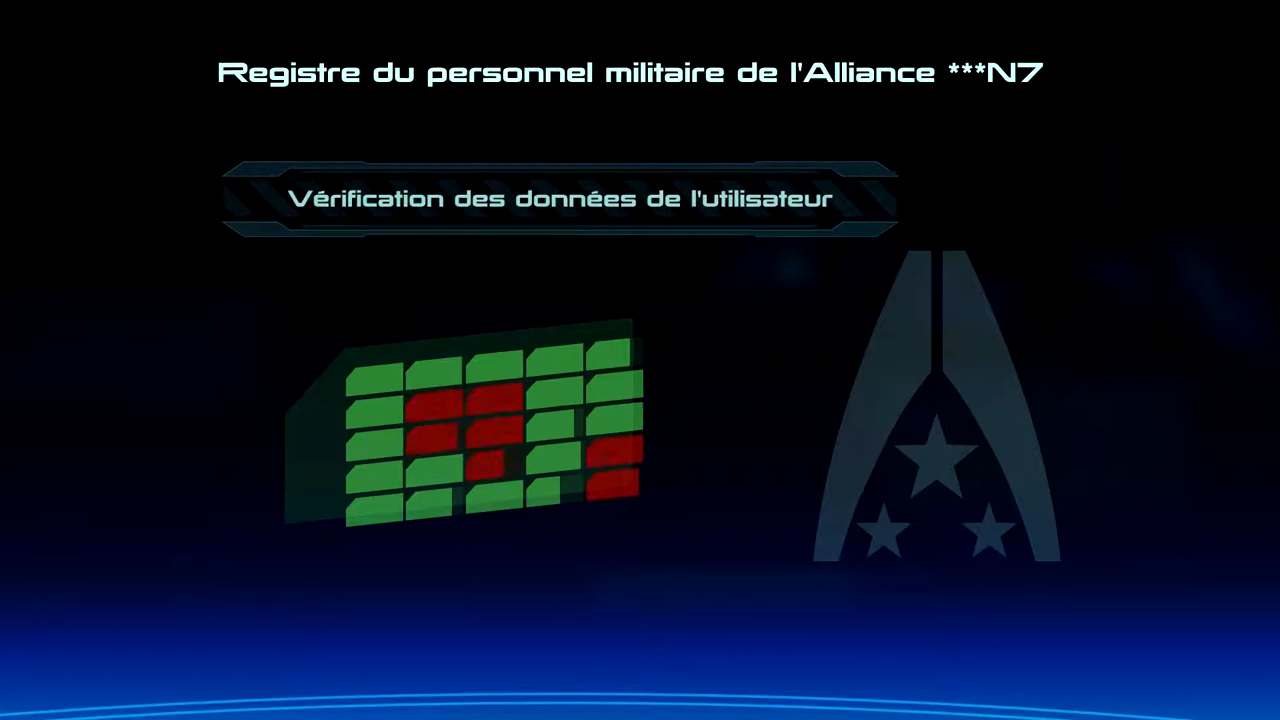 Registre du personnel militaire de l'Alliance ***N7
Vérification des données de l'utilisateur